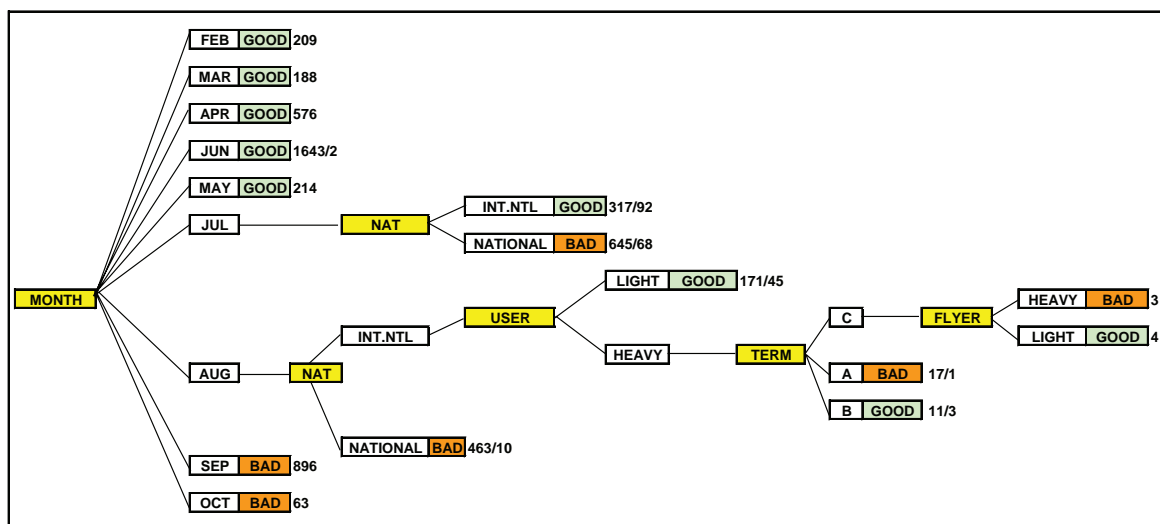 FEB GOOD 209
MAR GOOD 188
APR GOOD 576
JUN GOOD 1643/2
MAY GOOD 214
INT.NTL GOOD 317/92
JUL NAT
NATIONAL BAD 645/68
LIGHT GOOD 171/45
MONTH
HEAVY BAD 3
USER
C FLYER
INT.NTL
LIGHT GOOD 4
HEAVY TERM
AUG NAT
A BAD 17/1
B GOOD 11/3
NATIONAL BAD 463/10
SEP BAD 896
OCT BAD 63